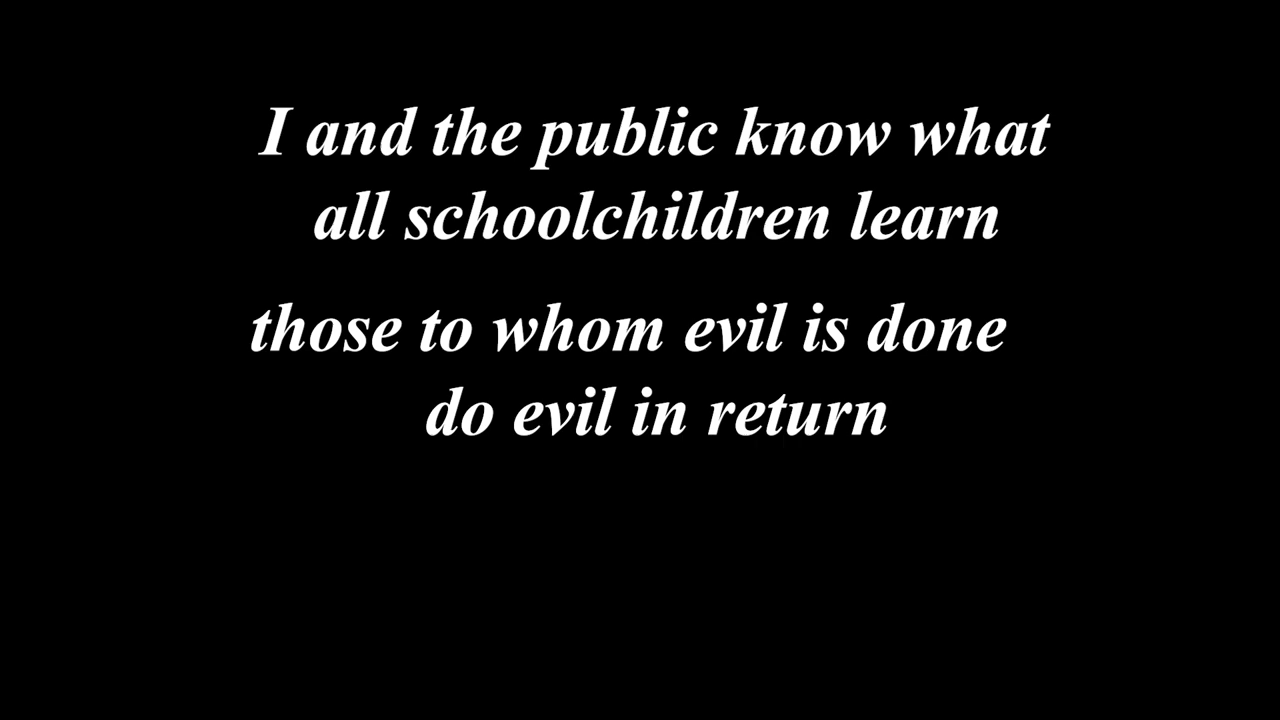 I and the public know what
all schoolchildren learn
those to whom evil is done
do evil in return